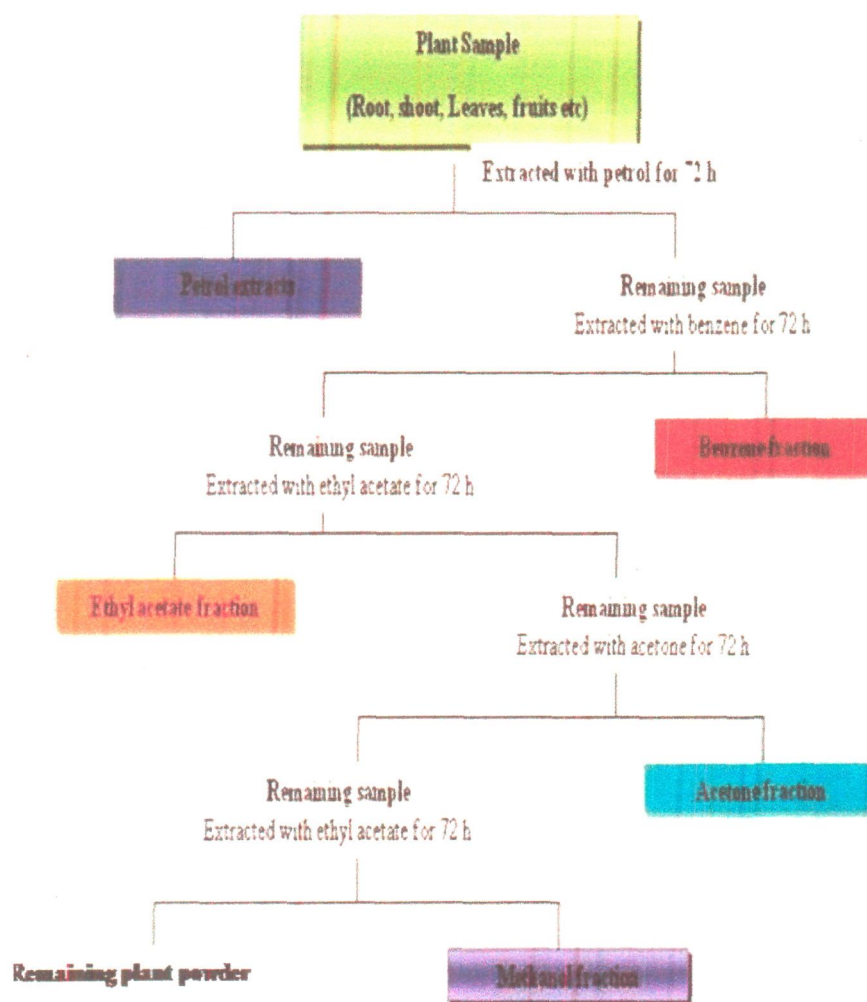 Plant Sample
(Root, shoot, Leaves, fruits etc)
Extracted with petrol for 72 h
Petrol extracts
Remaining sample
Extracted with benzene for 72 h
Remaining sample
Extracted with ethyl acetate for 72 h
Benzene fraction
Ethyl acetate fraction
Remaining sample
Extracted with acetone for 72 h
Remaining sample
Extracted with ethyl acetate for 72 h
Acetone fraction
Remaining plant powder
Methanol fraction